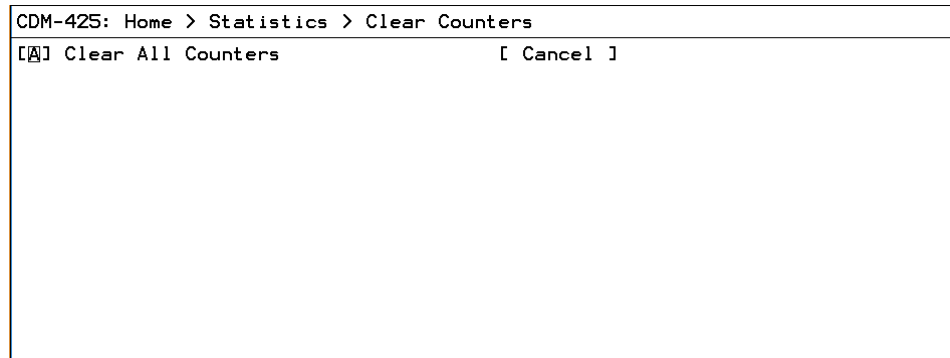 CDM-425: Home > Statistics > Clear Counters
[A] Clear All Counters [ Cancel ]